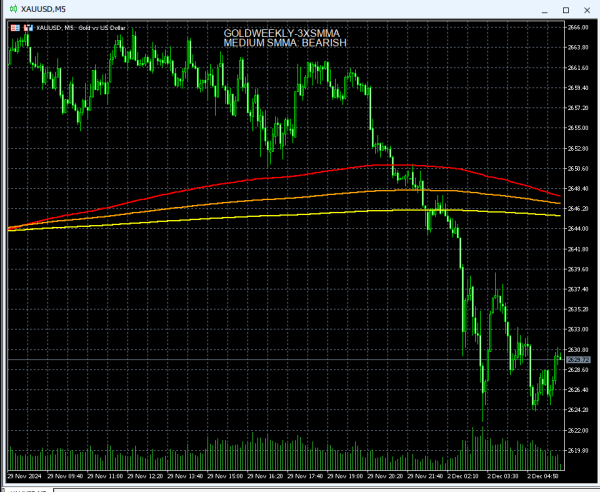 XAUUSD,M5
XAUUSD, M5: Gold vs US Dollar
GOLDWEEKLY-3XSMMA
MEDIUM SMMA: BEARISH
2666.00
2663.80
2661.60
2659.40
2657.20
2655.00
2652.80
2650.60
2648.40
2646.20
2644.00
2641.80
2639.60
2637.40
2635.20
2633.00
2630.80
2629.72
2628.60
2626.40
2624.20
2622.00
2619.80
29 Nov 2024
29 Nov 09:40
29 Nov 11:00
29 Nov 12:20
29 Nov 13:40
29 Nov 15:00
29 Nov 16:20
29 Nov 17:40
29 Nov 19:00
29 Nov 20:20
29 Nov 21:40
2 Dec 02:10
2 Dec 03:30
2 Dec 04:50